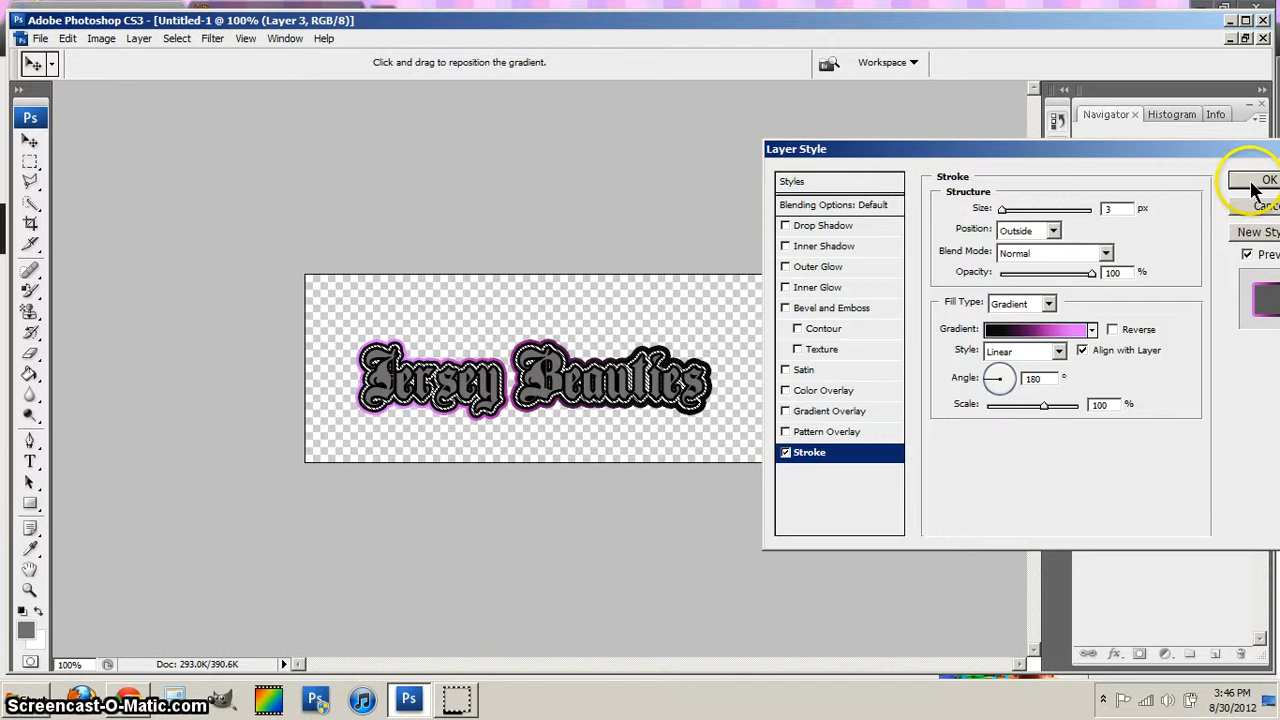 Adobe Photoshop CS3 - [Untitled-1 @ 100% (Layer 3, RGB/8)]
File Edit Image Layer Select Filter View Window Help
Click and drag to reposition the gradient.
Workspace
Ps
Navigator Histogram Info
Layer Style
Styles
Blending Options: Default
Drop Shadow
Inner Shadow
Outer Glow
Inner Glow
Bevel and Emboss
Contour
Texture
Satin
Color Overlay
Gradient Overlay
Pattern Overlay
Stroke
Stroke
Structure
Size: 3 px
Position: Outside
Blend Mode: Normal
Opacity: 100 %
Fill Type: Gradient
Gradient: Reverse
Style: Linear Align with Layer
Angle: 180 °
Scale: 100 %
OK
Canc
New Sty
Prev
Jersey Beauties
100% Doc: 293.0K/390.6K
Ps Ps
Screencast-O-Matic.com
3:46 PM
8/30/2012